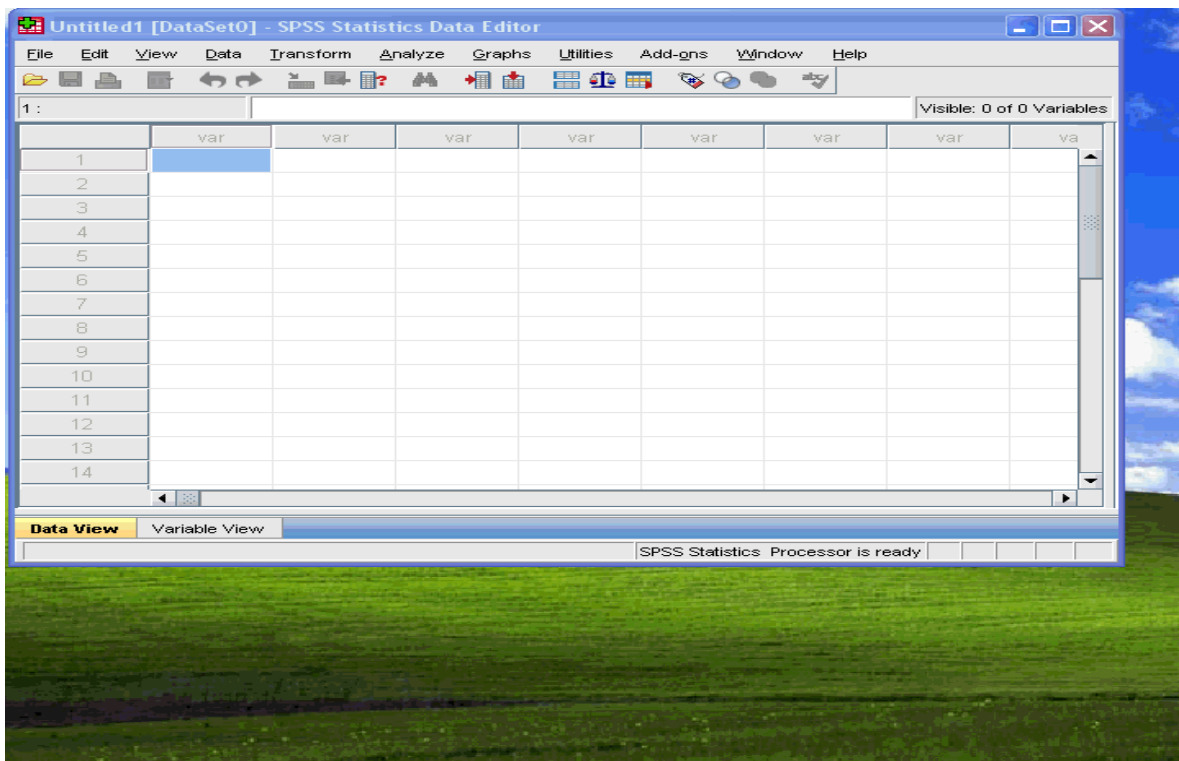 Untitled1 [DataSet0] - SPSS Statistics Data Editor
File Edit View Data Transform Analyze Graphs Utilities Add-ons Window Help
1 : Visible: 0 of 0 Variables
var var var var var var var va
1
2
3
4
5
6
7
8
9
10
11
12
13
14
Data View Variable View
SPSS Statistics Processor is ready